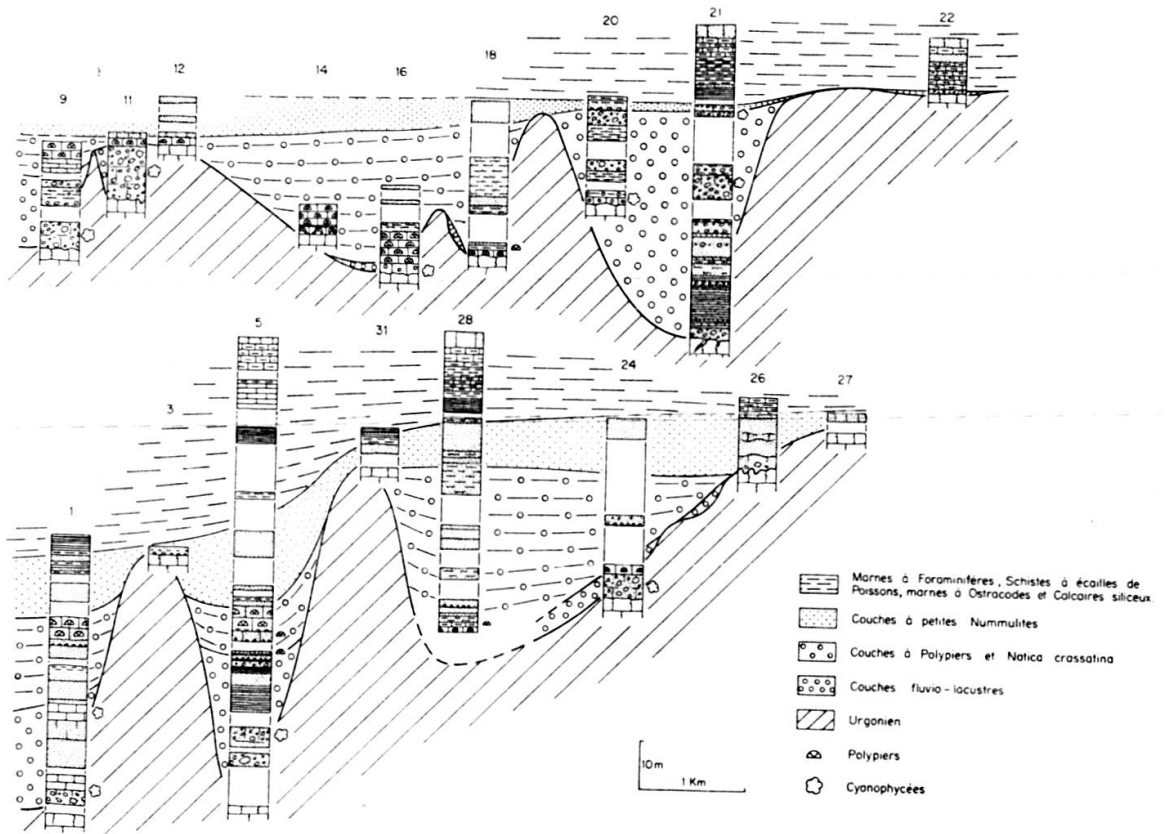 20
21
22
18
1
12
14
16
9
11
5
31
28
24
26
27
3
1
Marnes à Foraminifères, Schistes à écailles de
Poissons, marnes à Ostracodes et Calcaires siliceux.
Couches à petites Nummulites
Couches à Polypiers et Natica crassatina
Couches fluvio-lacustres
Urgonien
Polypiers
Cyanophycées
10 m
1 Km